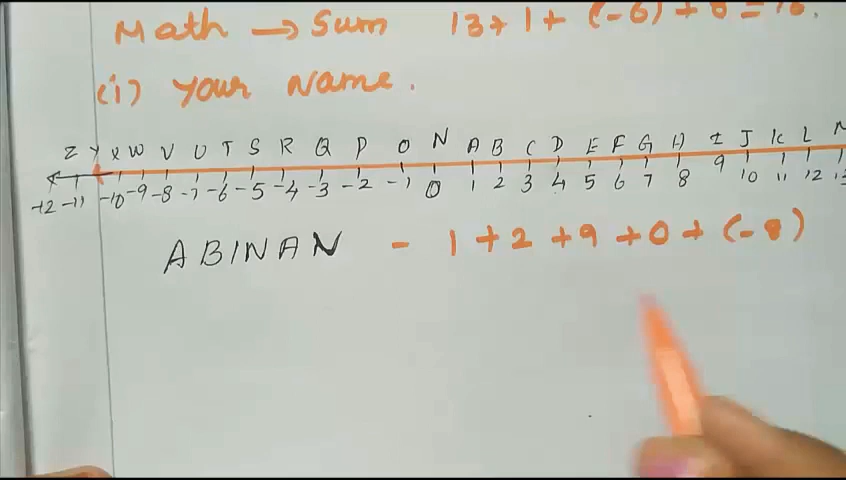 Math → Sum 13 + 1 + (-6) + 8 = 16.
(i) Your Name.
Z Y X W V U T S R Q P O N A B C D E F G H I J K L M
-12 -11 -10 -9 -8 -7 -6 -5 -4 -3 -2 -1 0 1 2 3 4 5 6 7 8 9 10 11 12 13
ABINAN - 1 + 2 + 9 + 0 + (-8)